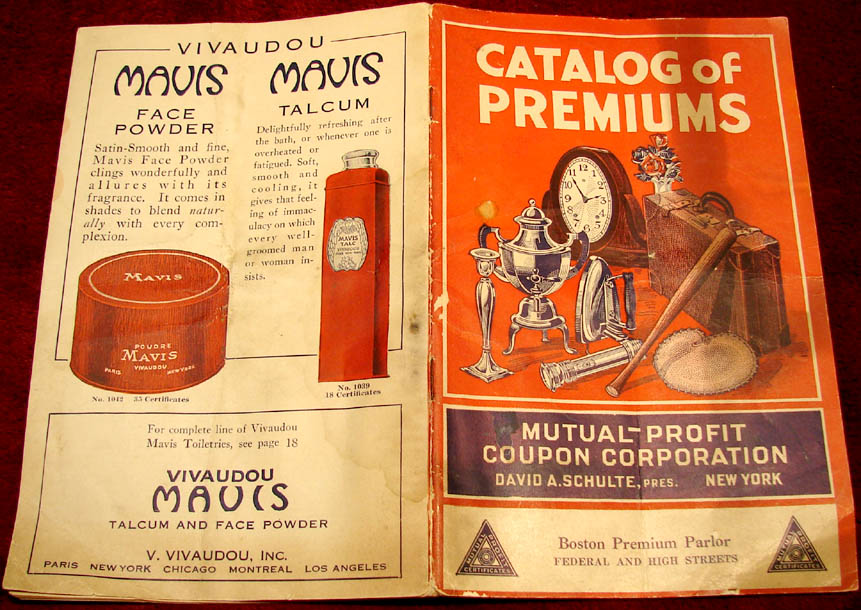 VIVAUDOU
MAVIS
FACE
POWDER
Satin-Smooth and fine,
Mavis Face Powder
clings wonderfully and
allures with its
fragrance. It comes in
shades to blend natur-
ally with every com-
plexion.
MAVIS
TALCUM
Delightfully refreshing after
the bath, or whenever one is
overheated or
fatigued. Soft,
smooth and
cooling, it
gives that feel-
ing of immac-
ulacy on which
every well-
groomed man
or woman in-
sists.
MAVIS
POUDRE
MAVIS
VIVAUDOU
PARIS NEW YORK
MAVIS
TALC
No. 1042 35 Certificates
No. 1039
18 Certificates
For complete line of Vivaudou
Mavis Toiletries, see page 18
VIVAUDOU
MAVIS
TALCUM AND FACE POWDER
V. VIVAUDOU, INC.
PARIS NEW YORK CHICAGO MONTREAL LOS ANGELES
CATALOG OF
PREMIUMS
MUTUAL-PROFIT
COUPON CORPORATION
DAVID A. SCHULTE, PRES. NEW YORK
Boston Premium Parlor
FEDERAL AND HIGH STREETS
MUTUAL PROFIT
CERTIFICATES
MUTUAL PROFIT
CERTIFICATES